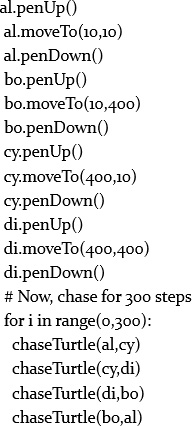 al.penUp()
al.moveTo(10,10)
al.penDown()
bo.penUp()
bo.moveTo(10,400)
bo.penDown()
cy.penUp()
cy.moveTo(400,10)
cy.penDown()
di.penUp()
di.moveTo(400,400)
di.penDown()
# Now, chase for 300 steps
for i in range(0,300):
  chaseTurtle(al,cy)
  chaseTurtle(cy,di)
  chaseTurtle(di,bo)
  chaseTurtle(bo,al)